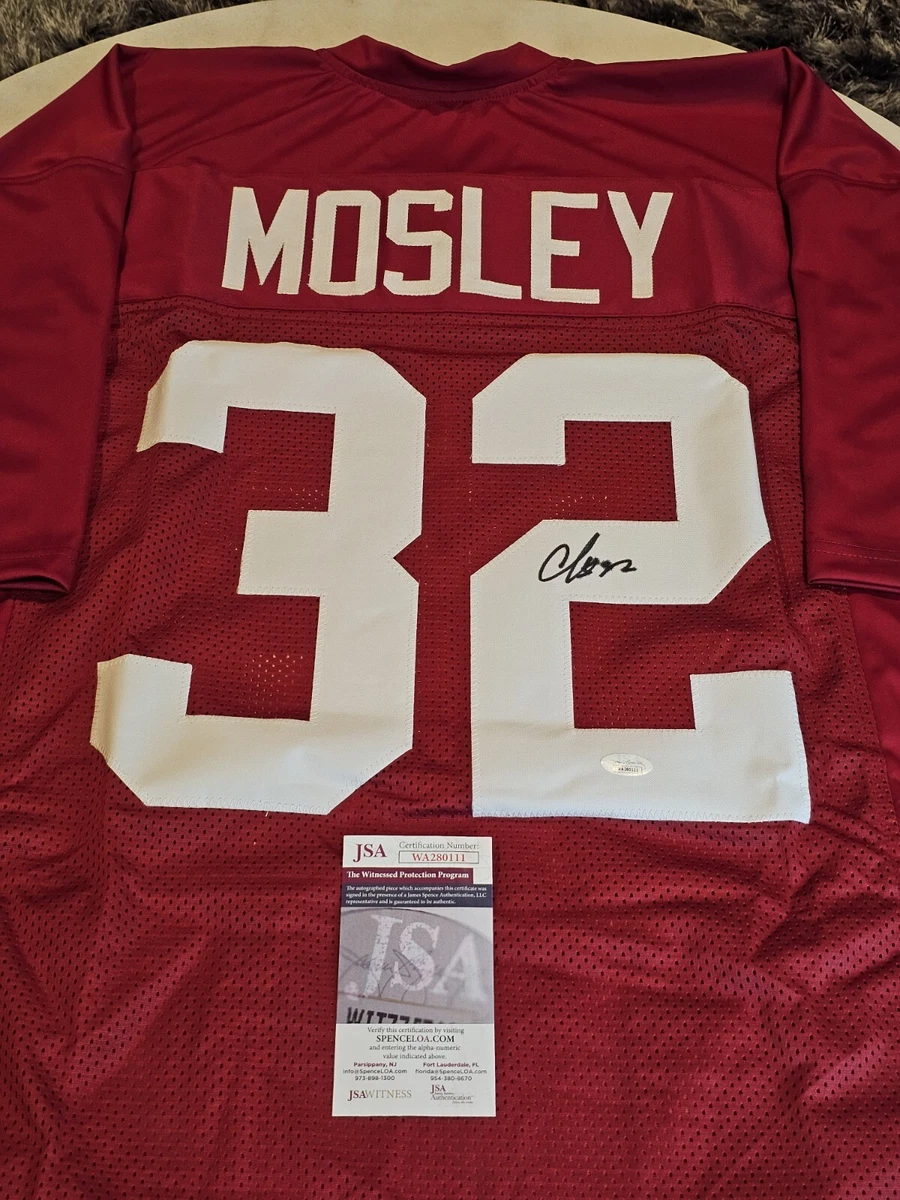 MOSLEY
32
WA280111
JSA
Certification Number:
WA280111
The Witnessed Protection Program
The autographed piece which accompanies this certificate was
signed in the presence of a James Spence Authentication, LLC
representative and is guaranteed to be authentic.
JSA
Verify this certification by visiting
SPENCELOA.COM
and entering the alpha-numeric
value indicated above.
Parsippany, NJ
info@SpenceLOA.com
973-898-1300
Fort Lauderdale, FL
florida@SpenceLOA.com
954-380-8670
JSAWITNESS
JSA
Authentication